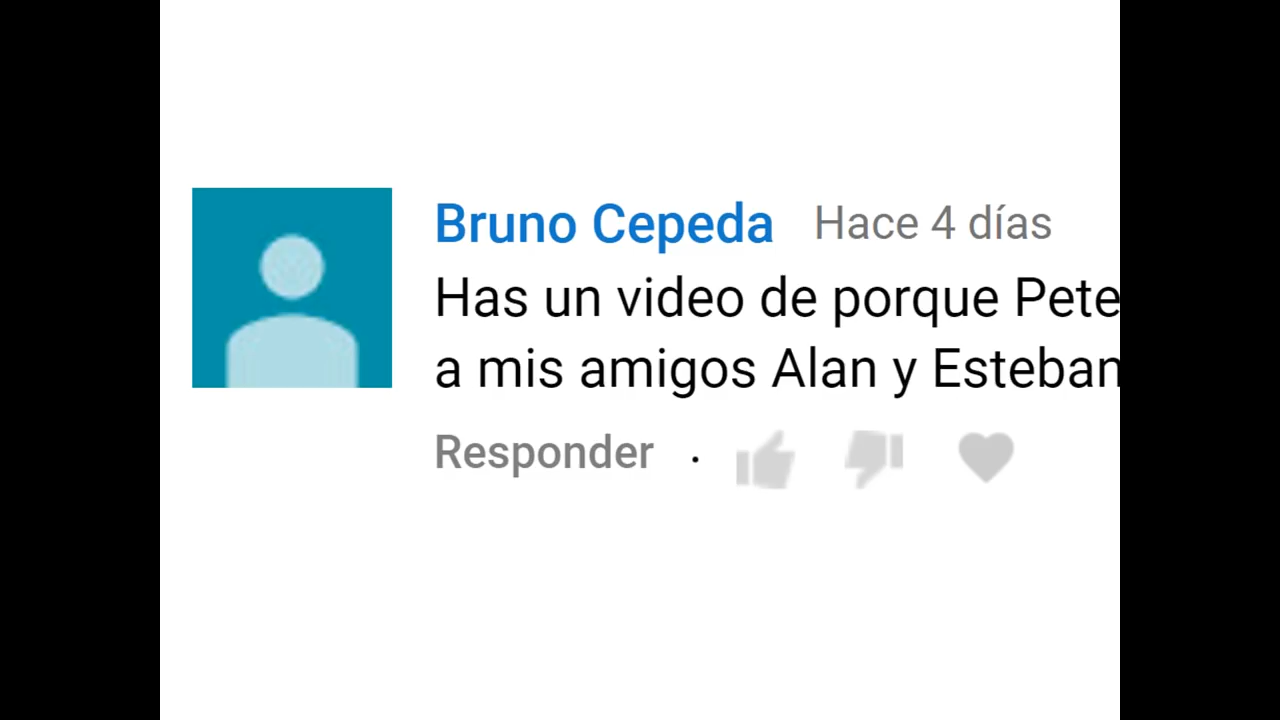 Bruno Cepeda Hace 4 días
Has un video de porque Pete
a mis amigos Alan y Esteban
Responder ·